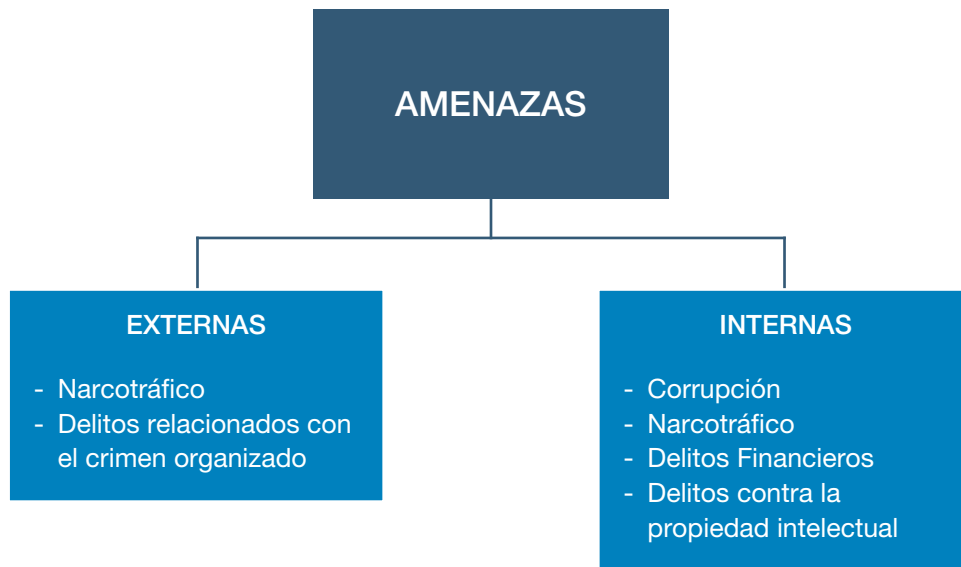 AMENAZAS
EXTERNAS
- Narcotráfico
- Delitos relacionados con
el crimen organizado
INTERNAS
- Corrupción
- Narcotráfico
- Delitos Financieros
- Delitos contra la
propiedad intelectual